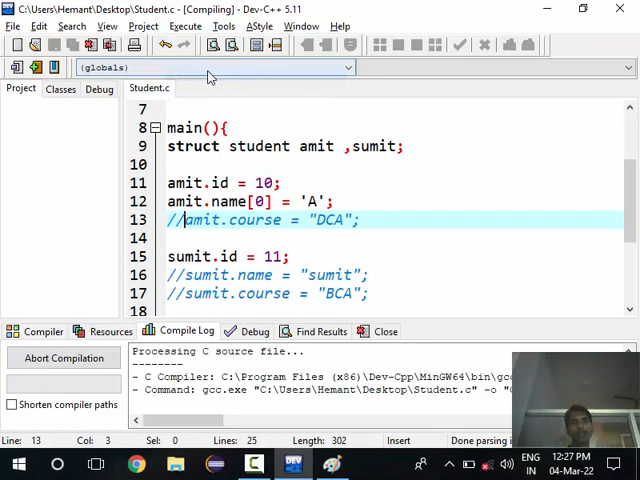 C:\Users\Hemant\Desktop\Student.c - [Compiling] - Dev-C++ 5.11
File Edit Search View Project Execute Tools AStyle Window Help
(globals)
Project Classes Debug Student.c
7
8 main(){
9 struct student amit ,sumit;
10
11 amit.id = 10;
12 amit.name[0] = 'A';
13 //amit.course = "DCA";
14
15 sumit.id = 11;
16 //sumit.name = "sumit";
17 //sumit.course = "BCA";
18
Compiler Resources Compile Log Debug Find Results Close
Abort Compilation
Shorten compiler paths
Processing C source file...
--------
- C Compiler: C:\Program Files (x86)\Dev-Cpp\MinGW64\bin\gcc
- Command: gcc.exe "C:\Users\Hemant\Desktop\Student.c" -o "C
Line: 13 Col: 3 Sel: 0 Lines: 25 Length: 302 Insert Done parsing i
DEV
ENG
IN
12:27 PM
04-Mar-22